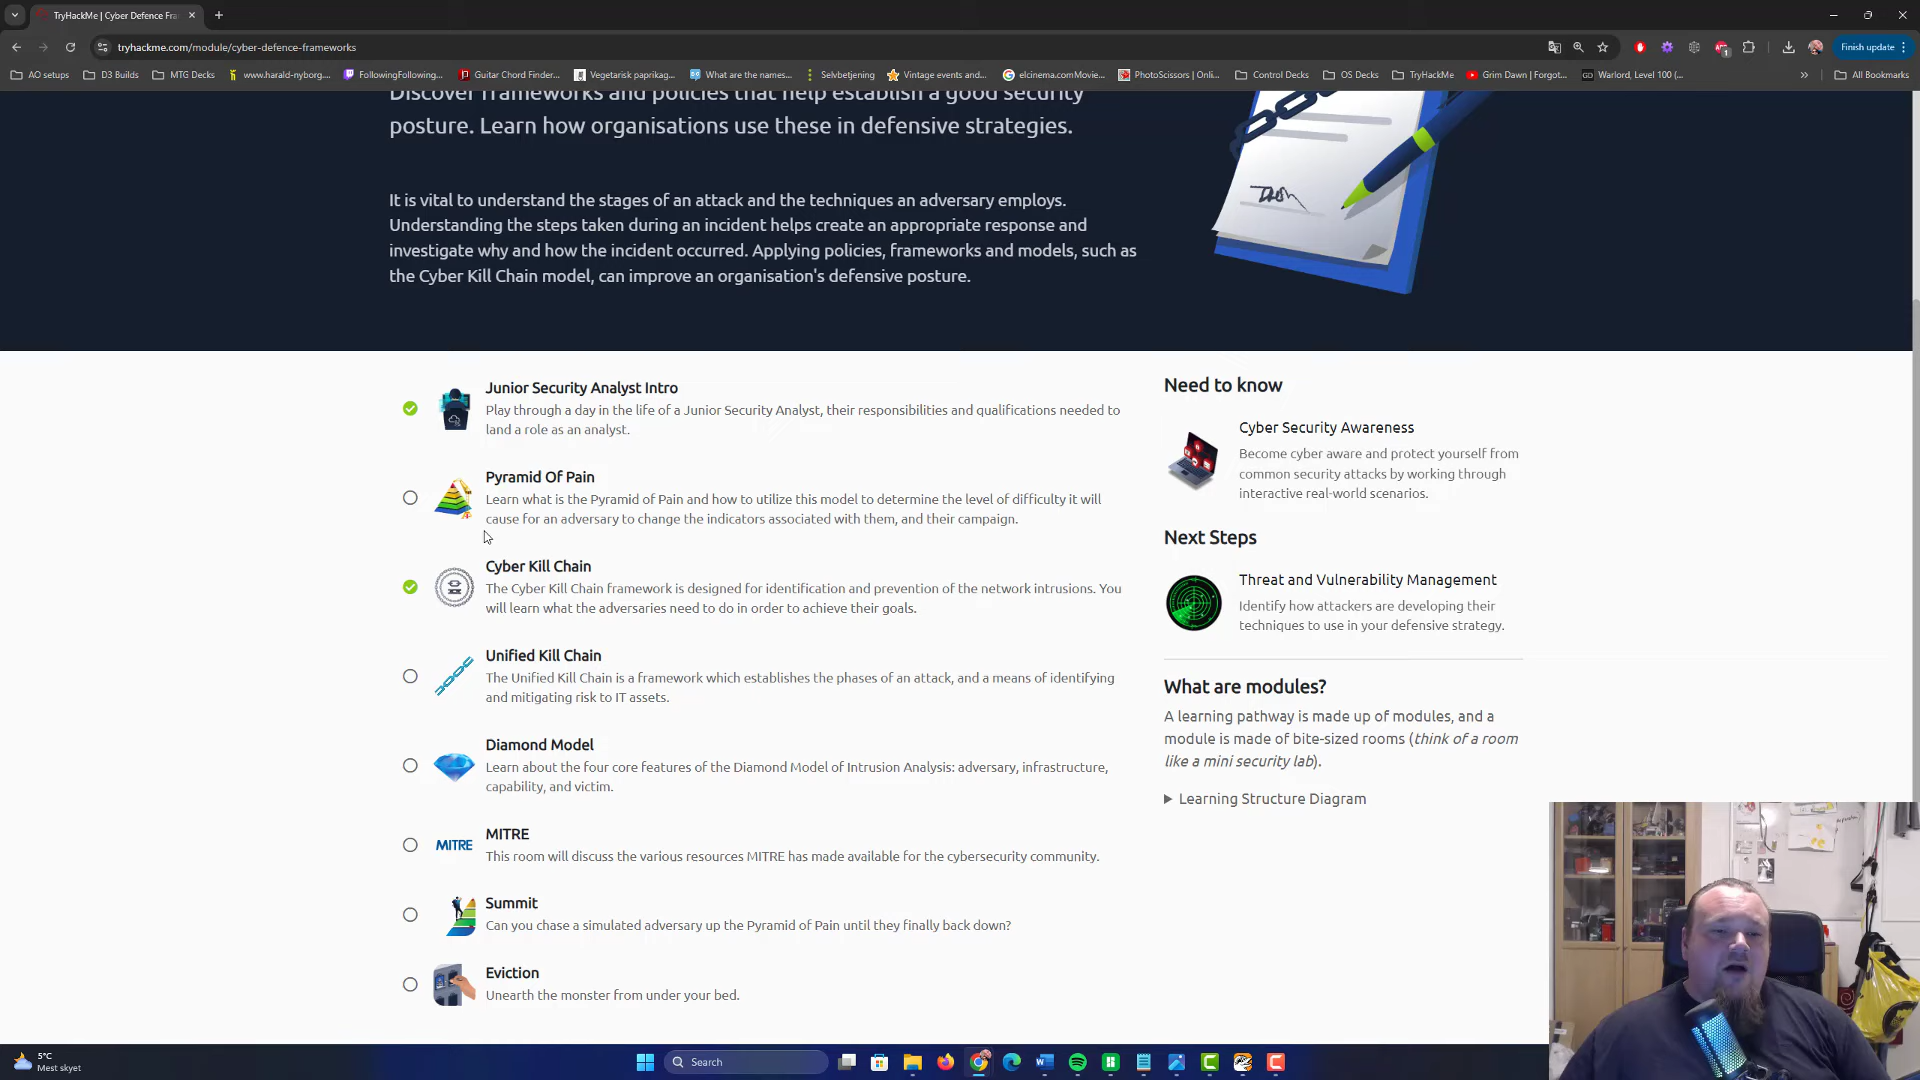 TryHackMe | Cyber Defence Fra
tryhackme.com/module/cyber-defence-frameworks
Finish update
AO setups
D3 Builds
MTG Decks
www.harald-nyborg....
FollowingFollowing...
Guitar Chord Finder...
Vegetarisk paprikag...
What are the names...
Selvbetjening
Vintage events and...
elcinema.comMovie...
PhotoScissors | Onli...
Control Decks
OS Decks
TryHackMe
Grim Dawn | Forgot...
Warlord, Level 100 (...
»
All Bookmarks
Discover frameworks and policies that help establish a good security
posture. Learn how organisations use these in defensive strategies.
It is vital to understand the stages of an attack and the techniques an adversary employs.
Understanding the steps taken during an incident helps create an appropriate response and
investigate why and how the incident occurred. Applying policies, frameworks and models, such as
the Cyber Kill Chain model, can improve an organisation's defensive posture.
Junior Security Analyst Intro
Play through a day in the life of a Junior Security Analyst, their responsibilities and qualifications needed to
land a role as an analyst.
Pyramid Of Pain
Learn what is the Pyramid of Pain and how to utilize this model to determine the level of difficulty it will
cause for an adversary to change the indicators associated with them, and their campaign.
Cyber Kill Chain
The Cyber Kill Chain framework is designed for identification and prevention of the network intrusions. You
will learn what the adversaries need to do in order to achieve their goals.
Unified Kill Chain
The Unified Kill Chain is a framework which establishes the phases of an attack, and a means of identifying
and mitigating risk to IT assets.
Diamond Model
Learn about the four core features of the Diamond Model of Intrusion Analysis: adversary, infrastructure,
capability, and victim.
MITRE
MITRE
This room will discuss the various resources MITRE has made available for the cybersecurity community.
Summit
Can you chase a simulated adversary up the Pyramid of Pain until they finally back down?
Eviction
Unearth the monster from under your bed.
Need to know
Cyber Security Awareness
Become cyber aware and protect yourself from
common security attacks by working through
interactive real-world scenarios.
Next Steps
Threat and Vulnerability Management
Identify how attackers are developing their
techniques to use in your defensive strategy.
What are modules?
A learning pathway is made up of modules, and a
module is made of bite-sized rooms (think of a room
like a mini security lab).
Learning Structure Diagram
5°C
Mest skyet
Search